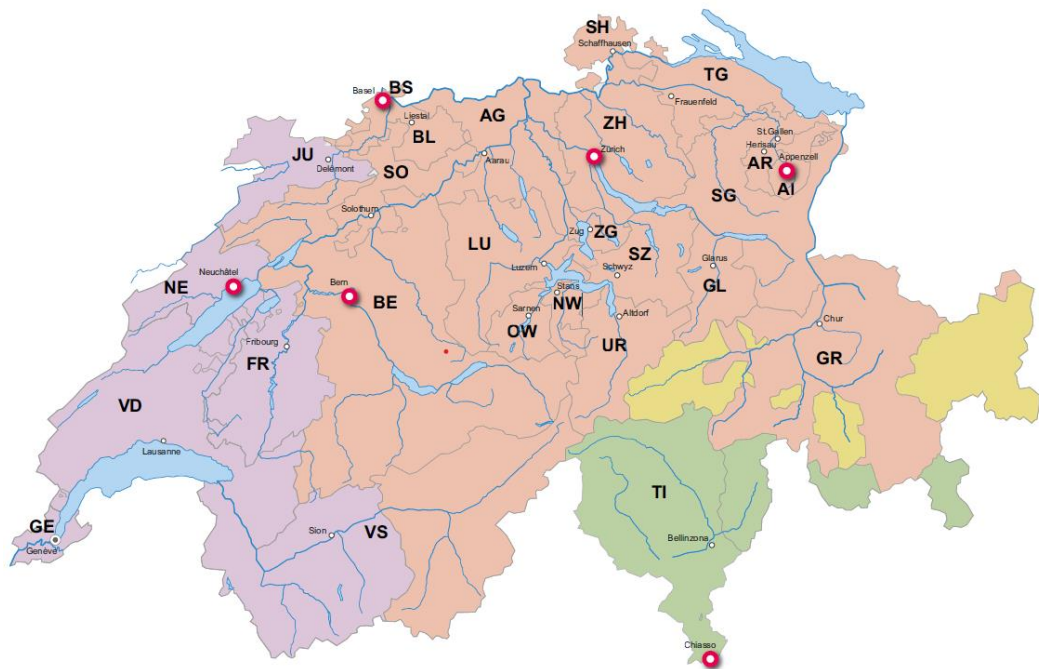 SH
Schaffhausen
TG
BS
Basel
Liestal
BL
AG
ZH
Frauenfeld
St.Gallen
Herisau
AR
Appenzell
AI
JU
Delémont
SO
Aarau
Zürich
SG
Solothurn
LU
Zug
ZG
SZ
Luzern
Schwyz
Glarus
GL
NE
Neuchâtel
Bern
BE
Stans
NW
Sarnen
OW
Altdorf
UR
Chur
GR
Fribourg
FR
VD
Lausanne
GE
Genève
Sion
VS
TI
Bellinzona
Chiasso